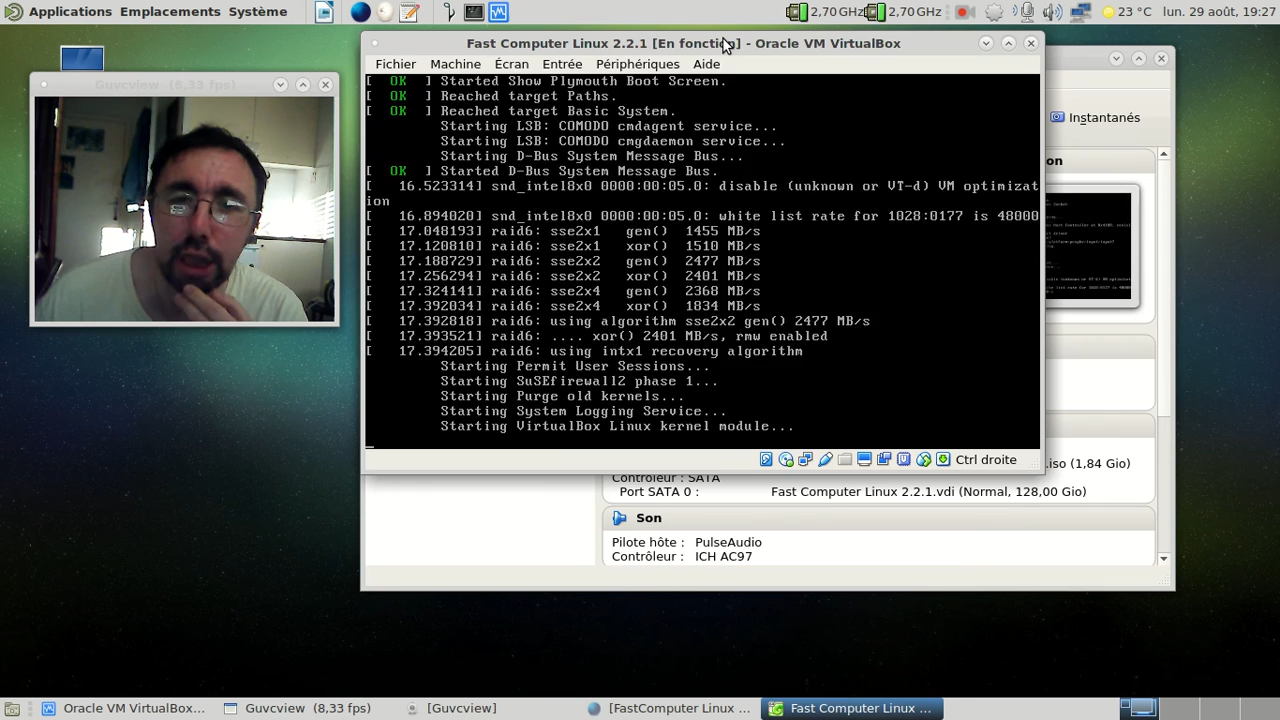 Applications Emplacements Système 2,70 GHz 2,70 GHz 23 °C lun. 29 août, 19:27
Guvcview (6,33 fps)
Fast Computer Linux 2.2.1 [En fonction] - Oracle VM VirtualBox
Fichier Machine Écran Entrée Périphériques Aide
[ OK ] Started Show Plymouth Boot Screen.
[ OK ] Reached target Paths.
[ OK ] Reached target Basic System.
Starting LSB: COMODO cmdagent service...
Starting LSB: COMODO cmgdaemon service...
Starting D-Bus System Message Bus...
[ OK ] Started D-Bus System Message Bus.
[ 16.523314] snd_intel8x0 0000:00:05.0: disable (unknown or VT-d) VM optimizat
ion
[ 16.894020] snd_intel8x0 0000:00:05.0: white list rate for 1028:0177 is 48000
[ 17.048193] raid6: sse2x1 gen() 1455 MB/s
[ 17.120810] raid6: sse2x1 xor() 1510 MB/s
[ 17.188729] raid6: sse2x2 gen() 2477 MB/s
[ 17.256294] raid6: sse2x2 xor() 2401 MB/s
[ 17.324141] raid6: sse2x4 gen() 2368 MB/s
[ 17.392034] raid6: sse2x4 xor() 1834 MB/s
[ 17.392818] raid6: using algorithm sse2x2 gen() 2477 MB/s
[ 17.393521] raid6: .... xor() 2401 MB/s, rmw enabled
[ 17.394205] raid6: using intx1 recovery algorithm
Starting Permit User Sessions...
Starting SuSEfirewall2 phase 1...
Starting Purge old kernels...
Starting System Logging Service...
Starting VirtualBox Linux kernel module...
Ctrl droite
Instantanés
on
.iso (1,84 Gio)
Contrôleur : SATA
Port SATA 0 : Fast Computer Linux 2.2.1.vdi (Normal, 128,00 Gio)
Son
Pilote hôte : PulseAudio
Contrôleur : ICH AC97
Oracle VM VirtualBox... Guvcview (8,33 fps) [Guvcview] [FastComputer Linux ... Fast Computer Linux ...